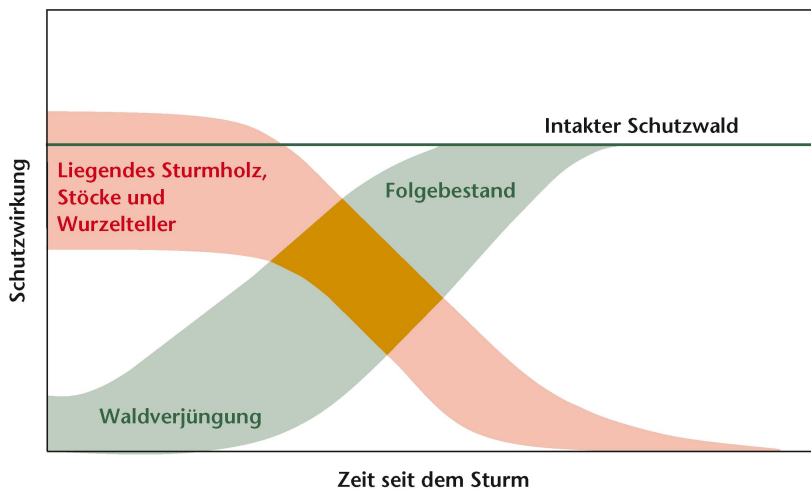 Intakter Schutzwald
Liegendes Sturmholz,
Stöcke und
Wurzelteller
Folgebestand
Waldverjüngung
Schutzwirkung
Zeit seit dem Sturm